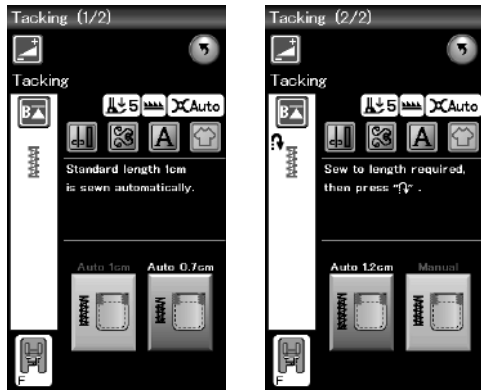 Tacking (1/2)
Tacking
B
5
Auto
A
Standard length 1cm
is sewn automatically.
Auto 1cm
Auto 0.7cm
F
Tacking (2/2)
Tacking
B
5
Auto
A
Sew to length required,
then press "".
Auto 1.2cm
Manual
F